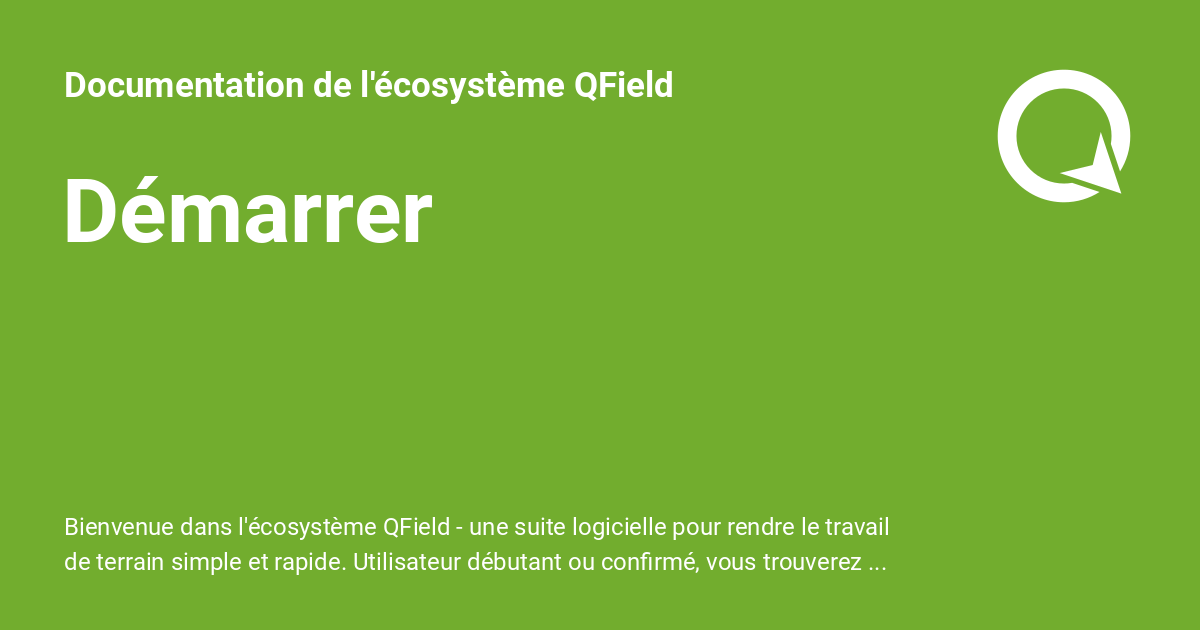 Documentation de l'écosystème QField
Démarrer
Bienvenue dans l'écosystème QField - une suite logicielle pour rendre le travail
de terrain simple et rapide. Utilisateur débutant ou confirmé, vous trouverez ...